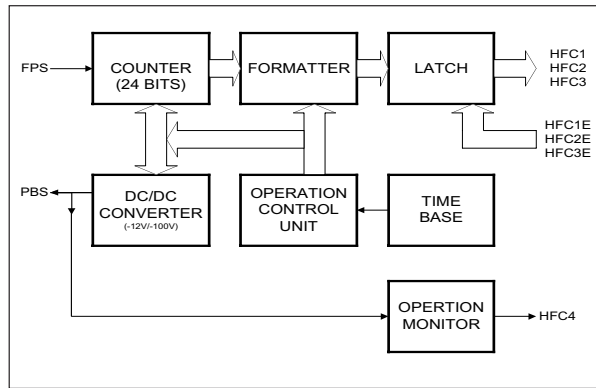 FPS
COUNTER
(24 BITS)
FORMATTER
LATCH
HFC1
HFC2
HFC3
HFC1E
HFC2E
HFC3E
PBS
DC/DC
CONVERTER
(-12V/-100V)
OPERATION
CONTROL
UNIT
TIME
BASE
OPERTION
MONITOR
HFC4